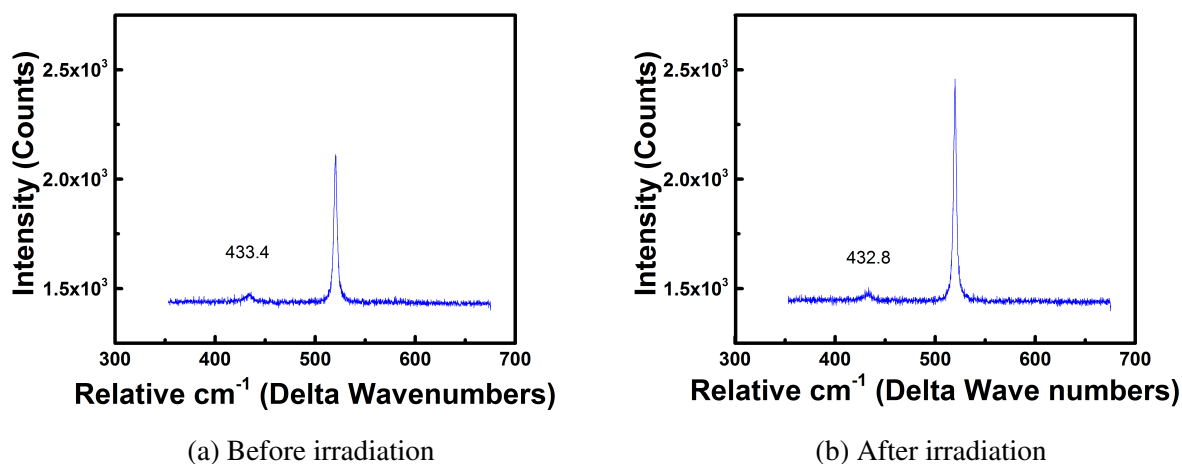 Intensity (Counts)
2.5x10³
2.0x10³
1.5x10³
433.4
300 400 500 600 700
Relative cm⁻¹ (Delta Wavenumbers)
(a) Before irradiation
Intensity (Counts)
2.5x10³
2.0x10³
1.5x10³
432.8
300 400 500 600 700
Relative cm⁻¹ (Delta Wave numbers)
(b) After irradiation